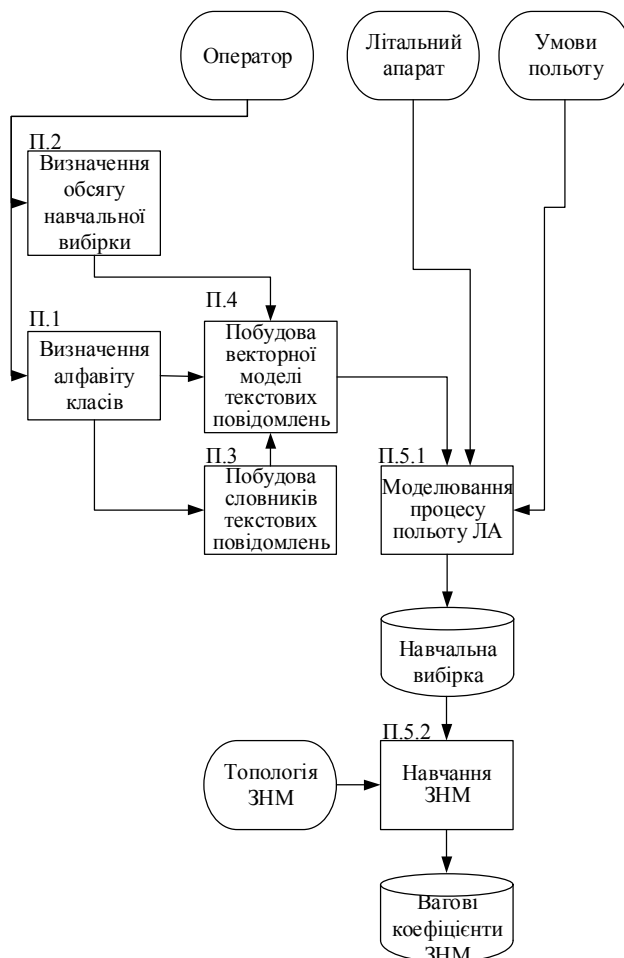 Оператор
Літальний
апарат
Умови
польоту
П.2
Визначення
обсягу
навчальної
вибірки
П.1
Визначення
алфавіту
класів
П.4
Побудова
векторної
моделі
текстових
повідомлень
П.3
Побудова
словників
текстових
повідомлень
П.5.1
Моделювання
процесу
польоту ЛА
Навчальна
вибірка
П.5.2
Топологія
ЗНМ
Навчання
ЗНМ
Вагові
коефіцієнти
ЗНМ